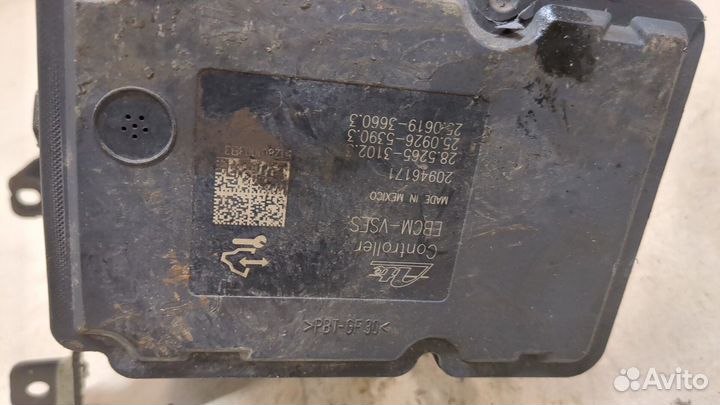 Ate
Controller
EBCM-VSES
MADE IN MEXICO
20946171
28.5265-3102.3
25.0926-5390.3
25.0619-3660.3
>PBT-GF30<
Avito